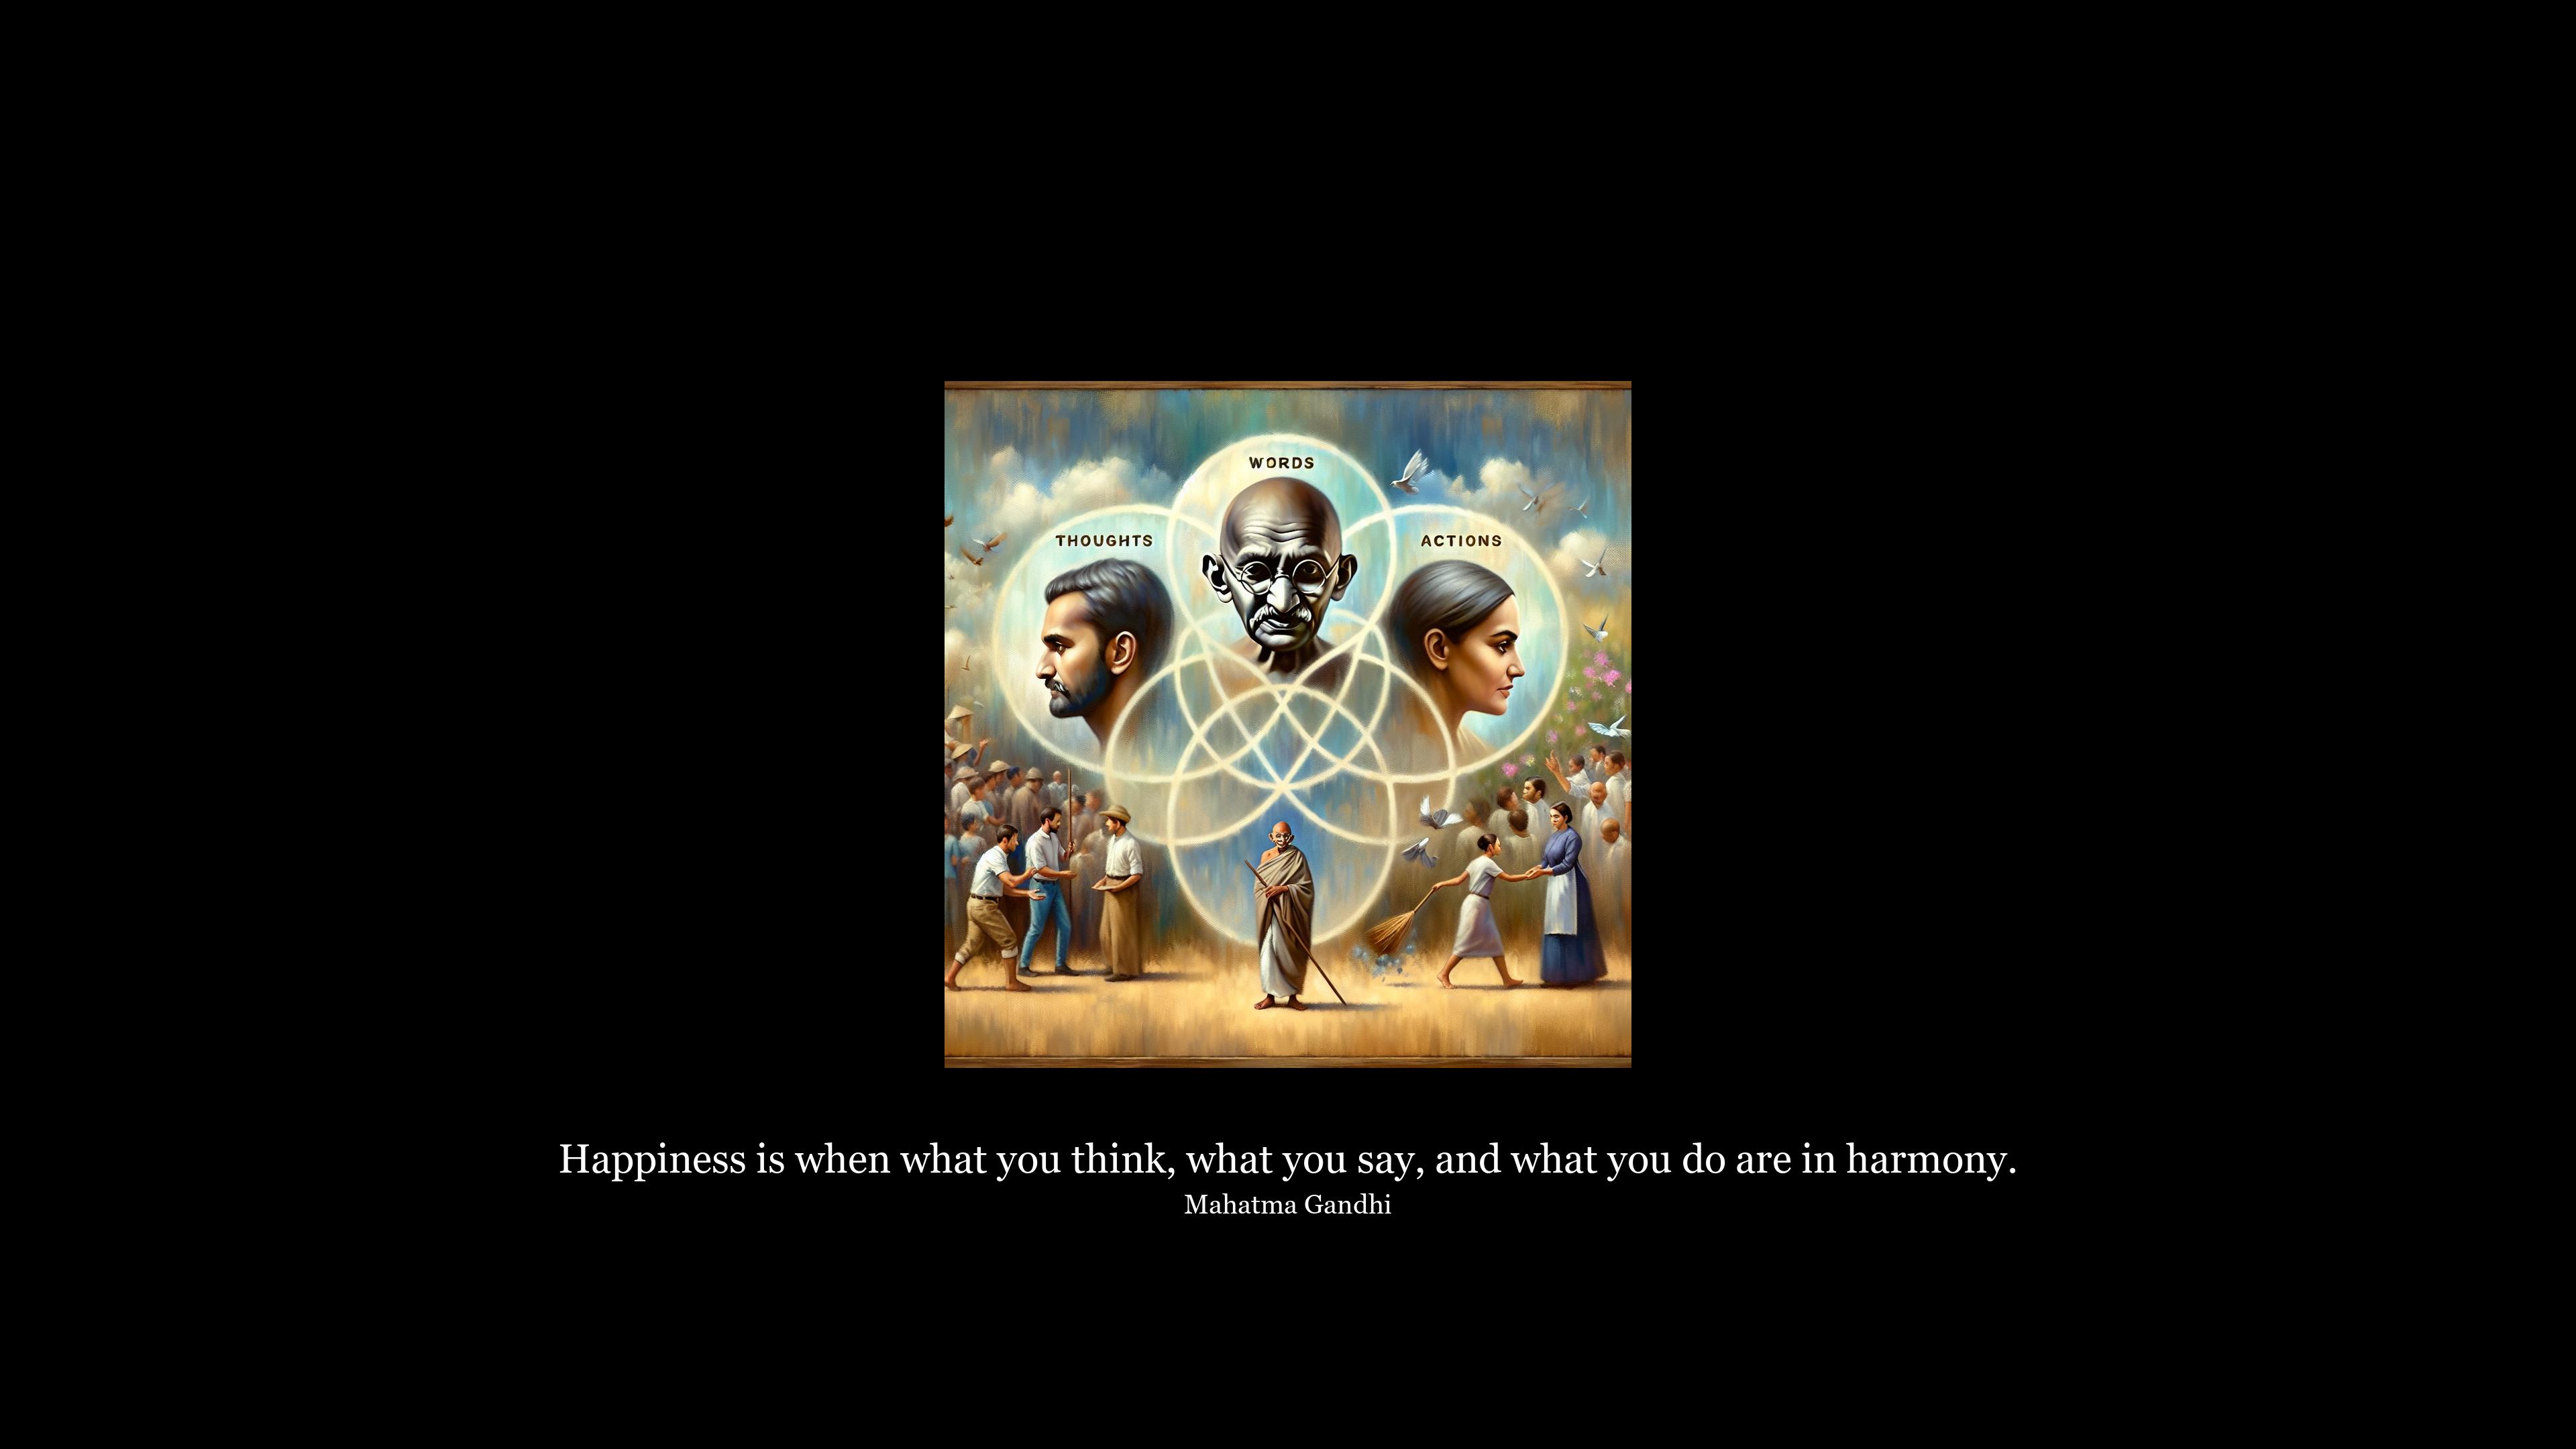 WORDS
THOUGHTS
ACTIONS
Happiness is when what you think, what you say, and what you do are in harmony.
Mahatma Gandhi